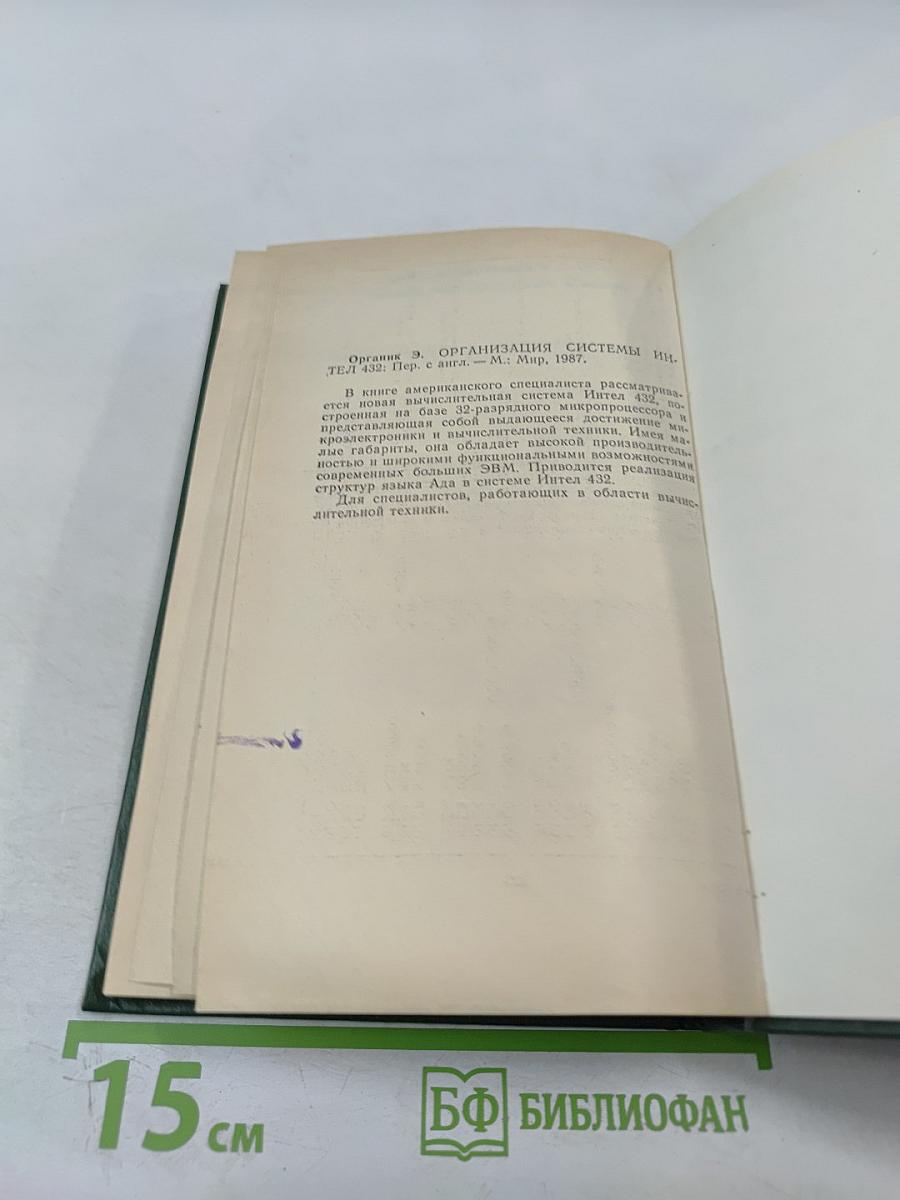 Органик Э. ОРГАНИЗАЦИЯ СИСТЕМЫ ИН-
ТЕЛ 432: Пер. с англ. — М.: Мир, 1987.
В книге американского специалиста рассматрива-
ется новая вычислительная система Интел 432, по-
строенная на базе 32-разрядного микропроцессора и
представляющая собой выдающееся достижение ми-
кроэлектроники и вычислительной техники. Имея ма-
лые габариты, она обладает высокой производитель-
ностью и широкими функциональными возможностями
современных больших ЭВМ. Приводится реализация
структур языка Ада в системе Интел 432.
Для специалистов, работающих в области вычис-
лительной техники.
15 см
БФ БИБЛИОФАН